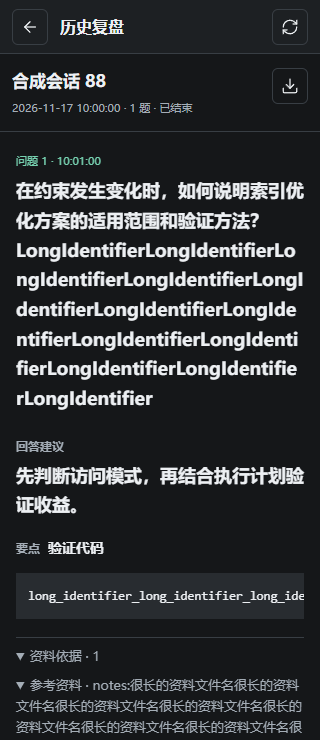 历史复盘
合成会话 88
2026-11-17 10:00:00 · 1 题 · 已结束
问题 1 · 10:01:00
在约束发生变化时，如何说明索引优
化方案的适用范围和验证方法？
LongIdentifierLongIdentifierLo
ngIdentifierLongIdentifierLongI
dentifierLongIdentifierLongIde
ntifierLongIdentifierLongIdenti
fierLongIdentifierLongIdentifie
rLongIdentifier
回答建议
先判断访问模式，再结合执行计划验
证收益。
要点 验证代码
long_identifier_long_identifier_long_ide
▼ 资料依据 · 1
▼ 参考资料 · notes:很长的资料文件名很长的资料
文件名很长的资料文件名很长的资料文件名很长的
资料文件名很长的资料文件名很长的资料文件名很